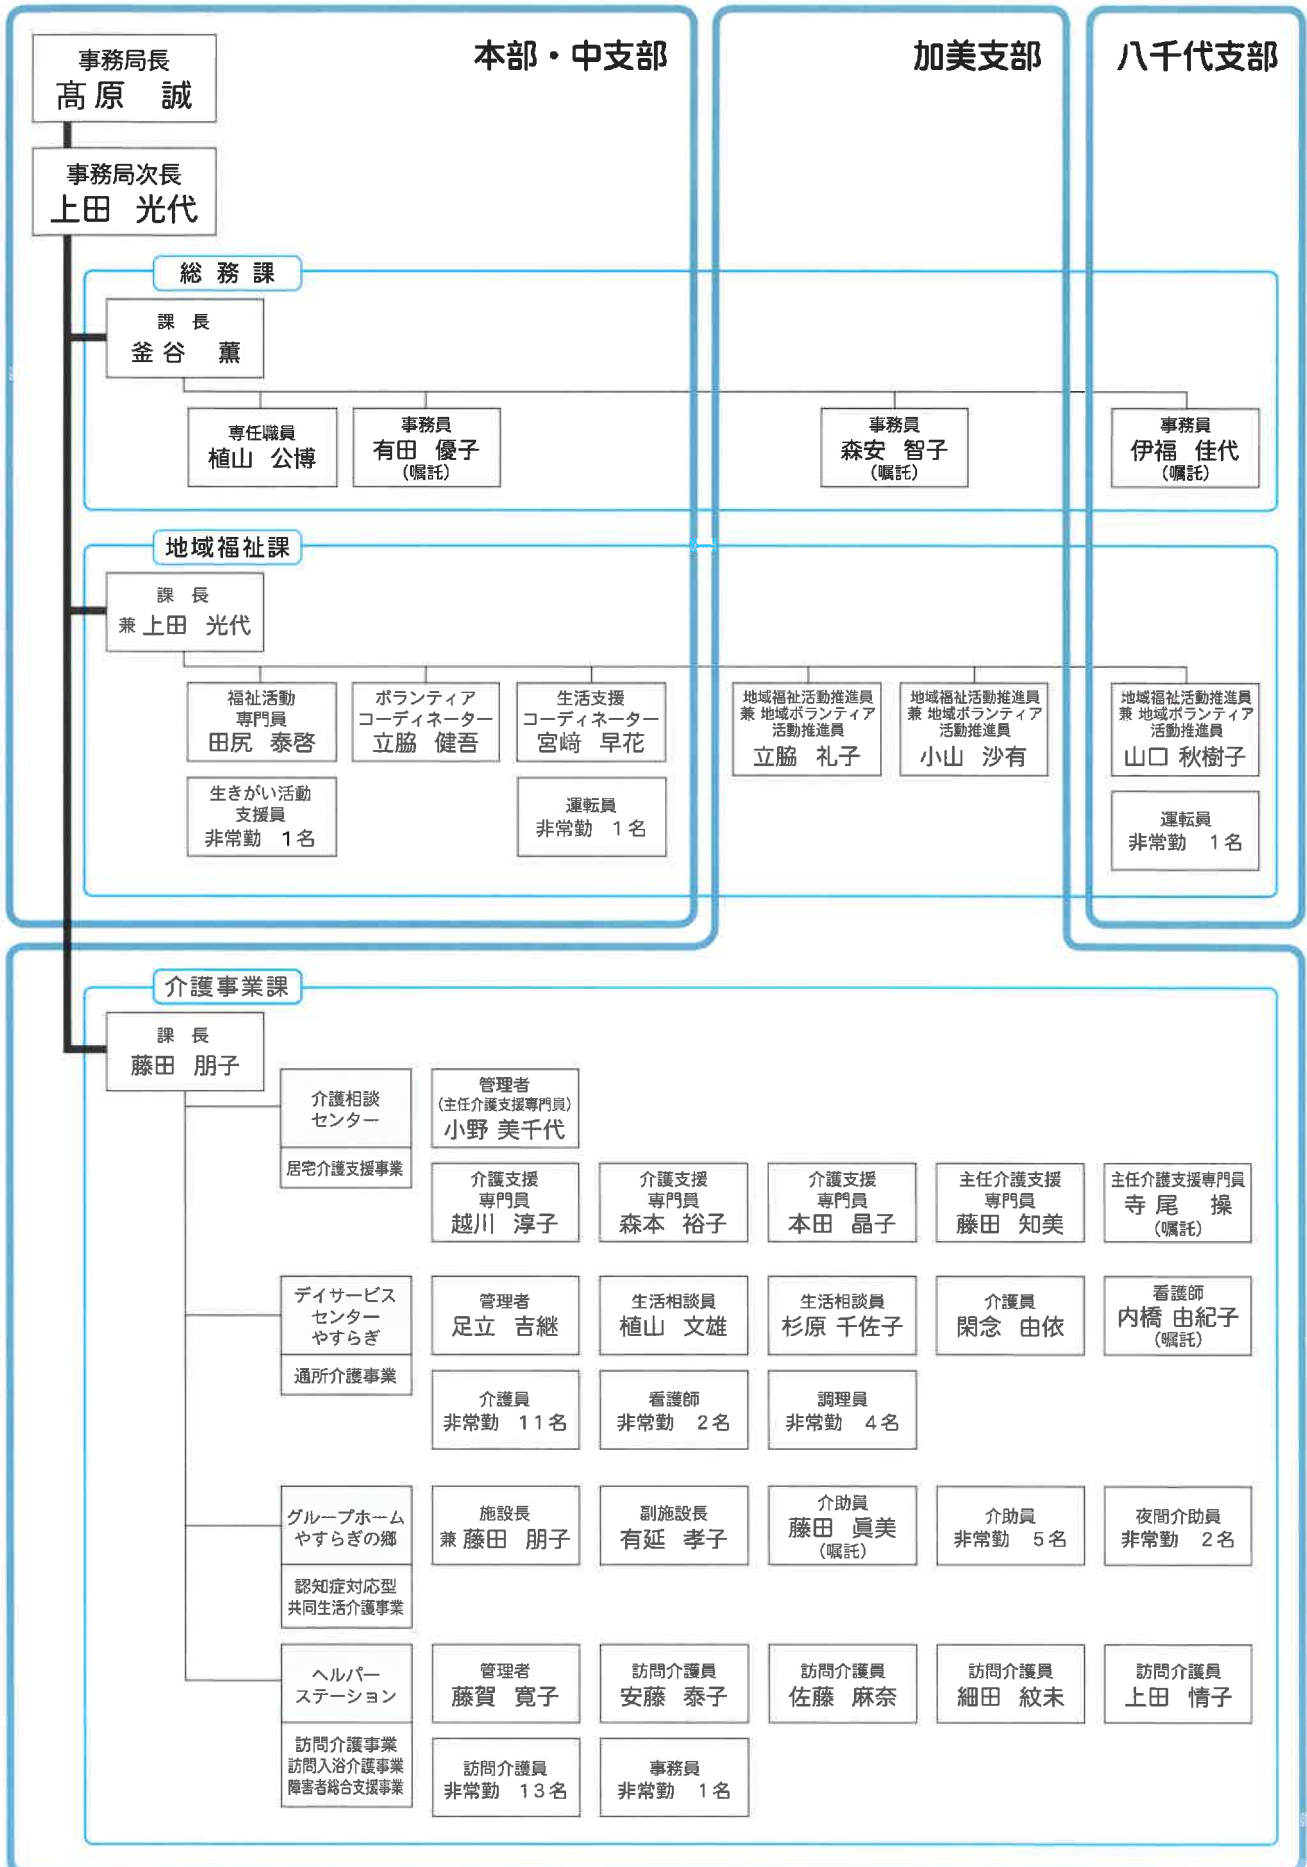 本部・中支部
加美支部
八千代支部
事務局長
髙原 誠
事務局次長
上田 光代
総務課
課 長
釜谷 薫
専任職員
植山 公博
事務員
有田 優子
(嘱託)
事務員
森安 智子
(嘱託)
事務員
伊福 佳代
(嘱託)
地域福祉課
課 長
兼 上田 光代
福祉活動
専門員
田尻 泰啓
ボランティア
コーディネーター
立脇 健吾
生活支援
コーディネーター
宮﨑 早花
地域福祉活動推進員
兼 地域ボランティア
活動推進員
立脇 礼子
地域福祉活動推進員
兼 地域ボランティア
活動推進員
小山 沙有
地域福祉活動推進員
兼 地域ボランティア
活動推進員
山口 秋樹子
生きがい活動
支援員
非常勤 1名
運転員
非常勤 1名
運転員
非常勤 1名
介護事業課
課 長
藤田 朋子
介護相談
センター
居宅介護支援事業
管理者
(主任介護支援専門員)
小野 美千代
介護支援
専門員
越川 淳子
介護支援
専門員
森本 裕子
介護支援
専門員
本田 晶子
主任介護支援
専門員
藤田 知美
主任介護支援専門員
寺尾 操
(嘱託)
デイサービス
センター
やすらぎ
通所介護事業
管理者
足立 吉継
生活相談員
植山 文雄
生活相談員
杉原 千佐子
介護員
閑念 由依
看護師
内橋 由紀子
(嘱託)
介護員
非常勤 11名
看護師
非常勤 2名
調理員
非常勤 4名
グループホーム
やすらぎの郷
認知症対応型
共同生活介護事業
施設長
兼 藤田 朋子
副施設長
有延 孝子
介助員
藤田 眞美
(嘱託)
介助員
非常勤 5名
夜間介助員
非常勤 2名
ヘルパー
ステーション
訪問介護事業
訪問入浴介護事業
障害者総合支援事業
管理者
藤賀 寛子
訪問介護員
安藤 泰子
訪問介護員
佐藤 麻奈
訪問介護員
細田 紋未
訪問介護員
上田 情子
訪問介護員
非常勤 13名
事務員
非常勤 1名